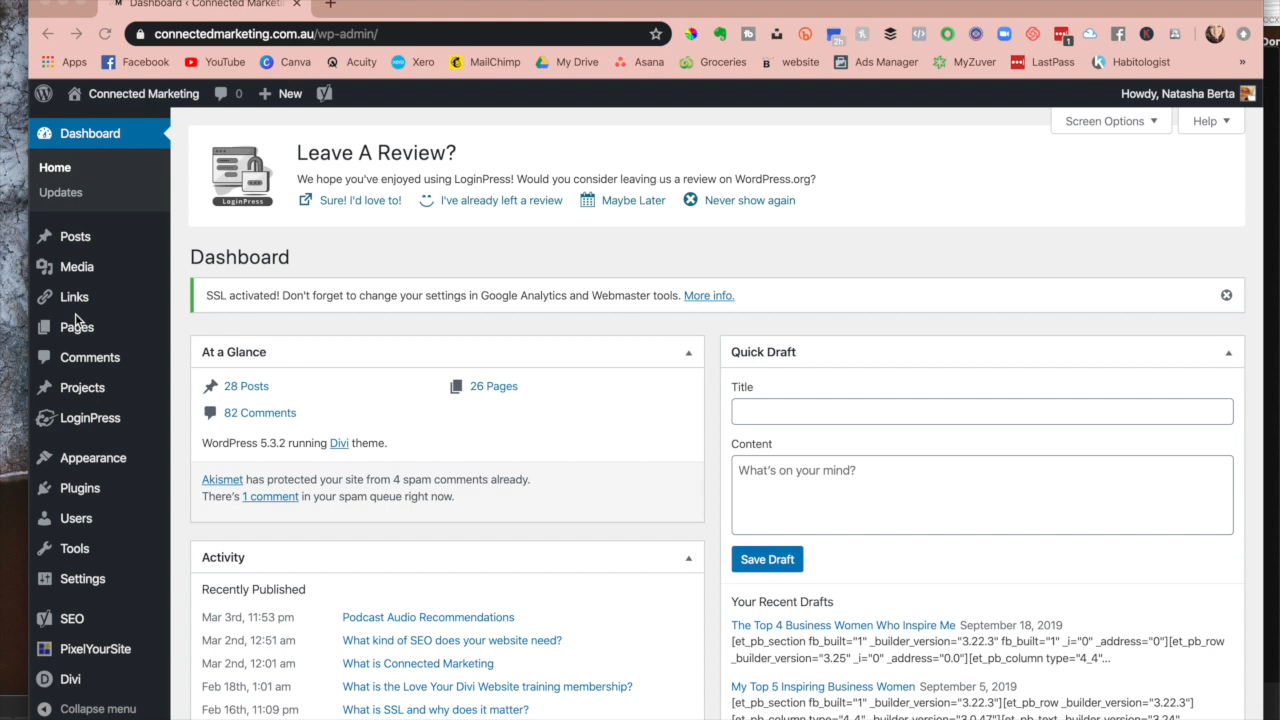 Dashboard ‹ Connected Marketi
connectedmarketing.com.au/wp-admin/
2h
1
Apps
Facebook
YouTube
Canva
Acuity
Xero
MailChimp
My Drive
Asana
Groceries
website
Ads Manager
MyZuver
LastPass
Habitologist
»
Connected Marketing
0
New
Howdy, Natasha Berta
Dashboard
Home
Updates
Posts
Media
Links
Pages
Comments
Projects
LoginPress
Appearance
Plugins
Users
Tools
Settings
SEO
PixelYourSite
Divi
Collapse menu
Screen Options
Help
LoginPress
Leave A Review?
We hope you've enjoyed using LoginPress! Would you consider leaving us a review on WordPress.org?
Sure! I'd love to!
I've already left a review
Maybe Later
Never show again
Dashboard
SSL activated! Don't forget to change your settings in Google Analytics and Webmaster tools. More info.
At a Glance
28 Posts
26 Pages
82 Comments
WordPress 5.3.2 running Divi theme.
Akismet has protected your site from 4 spam comments already.
There's 1 comment in your spam queue right now.
Activity
Recently Published
Mar 3rd, 11:53 pm Podcast Audio Recommendations
Mar 2nd, 12:51 am What kind of SEO does your website need?
Mar 2nd, 12:01 am What is Connected Marketing
Feb 18th, 1:01 am What is the Love Your Divi Website training membership?
Feb 16th, 11:09 pm What is SSL and why does it matter?
Quick Draft
Title
Content
What's on your mind?
Save Draft
Your Recent Drafts
The Top 4 Business Women Who Inspire Me September 18, 2019
[et_pb_section fb_built="1" _builder_version="3.22.3" fb_built="1" _i="0" _address="0"][et_pb_row
_builder_version="3.25" _i="0" _address="0.0"][et_pb_column type="4_4"...
My Top 5 Inspiring Business Women September 5, 2019
[et_pb_section fb_built="1" _builder_version="3.22.3"][et_pb_row